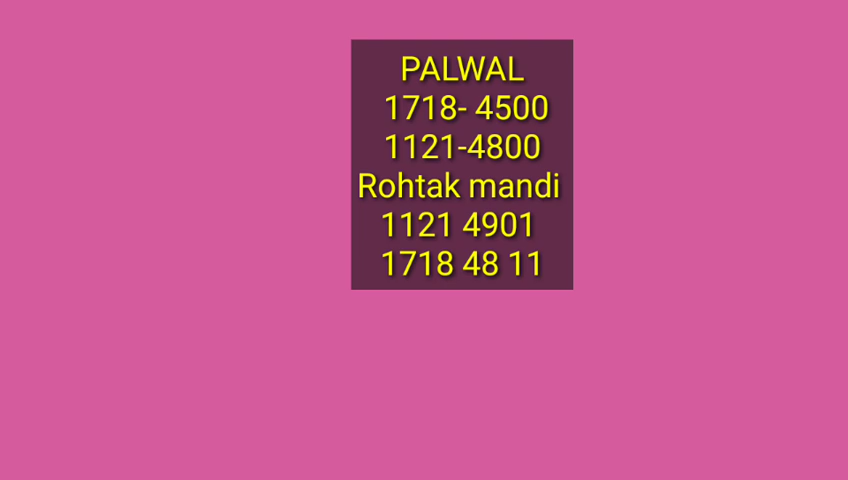 PALWAL
1718- 4500
1121-4800
Rohtak mandi
1121 4901
1718 48 11